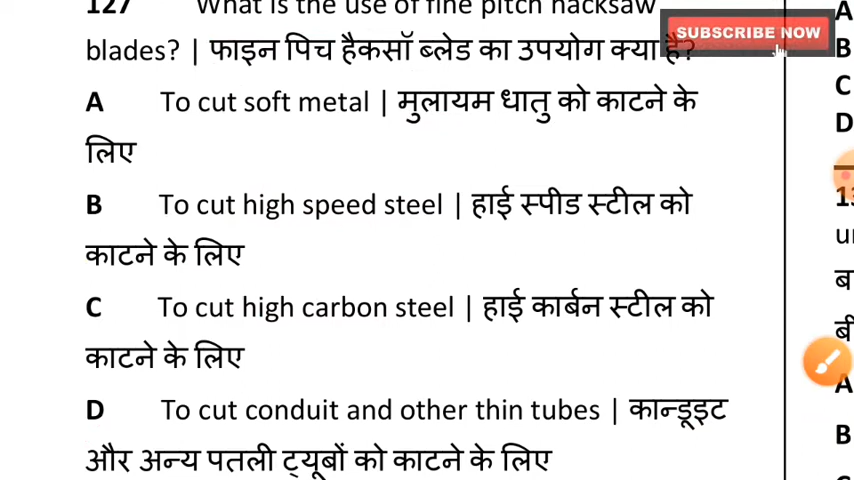 127 What is the use of fine pitch hacksaw
blades? | फाइन पिच हैकसॉ ब्लेड का उपयोग क्या है?
A To cut soft metal | मुलायम धातु को काटने के
लिए
B To cut high speed steel | हाई स्पीड स्टील को
काटने के लिए
C To cut high carbon steel | हाई कार्बन स्टील को
काटने के लिए
D To cut conduit and other thin tubes | कान्डूइट
और अन्य पतली ट्यूबों को काटने के लिए
SUBSCRIBE NOW
A
B
C
D
A
B